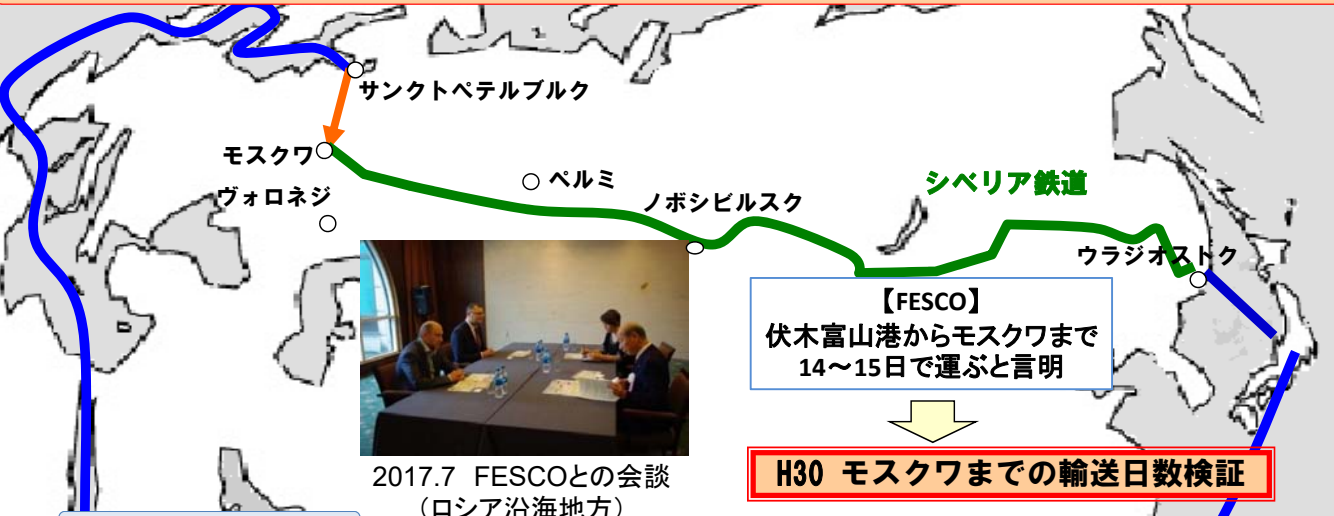 サンクトペテルブルク
モスクワ
ヴォロネジ
ペルミ
ノボシビルスク
シベリア鉄道
ウラジオストク
【FESCO】
伏木富山港からモスクワまで
14～15日で運ぶと言明
H30 モスクワまでの輸送日数検証
2017.7 FESCOとの会談
（ロシア沿海地方）